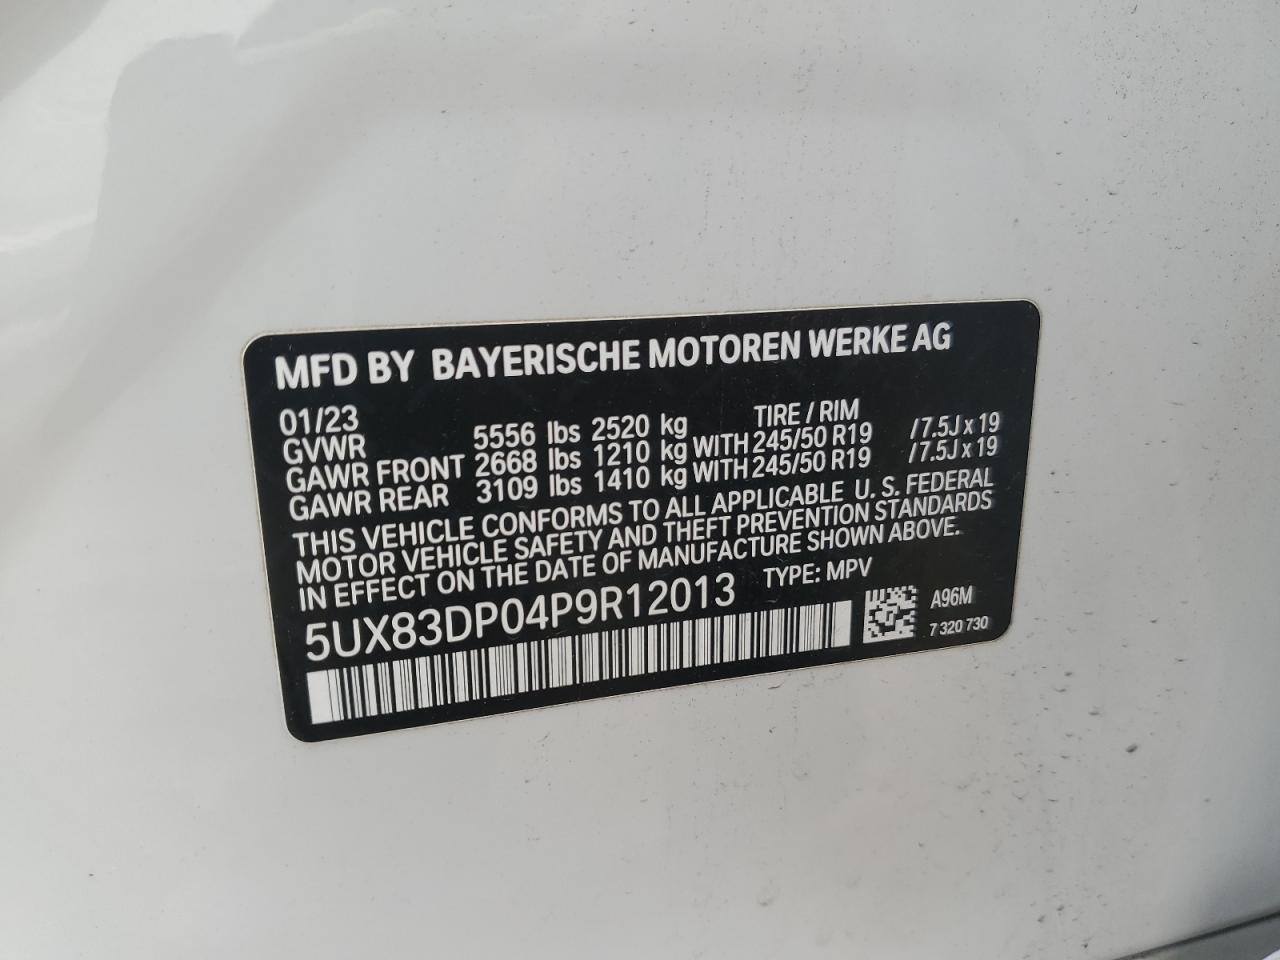 MFD BY BAYERISCHE MOTOREN WERKE AG
01/23 TIRE / RIM
GVWR 5556 lbs 2520 kg
GAWR FRONT 2668 lbs 1210 kg WITH 245/50 R19 / 7.5J x 19
GAWR REAR 3109 lbs 1410 kg WITH 245/50 R19 / 7.5J x 19
THIS VEHICLE CONFORMS TO ALL APPLICABLE U. S. FEDERAL
MOTOR VEHICLE SAFETY AND THEFT PREVENTION STANDARDS
IN EFFECT ON THE DATE OF MANUFACTURE SHOWN ABOVE.
5UX83DP04P9R12013 TYPE: MPV
A96M
7 320 730